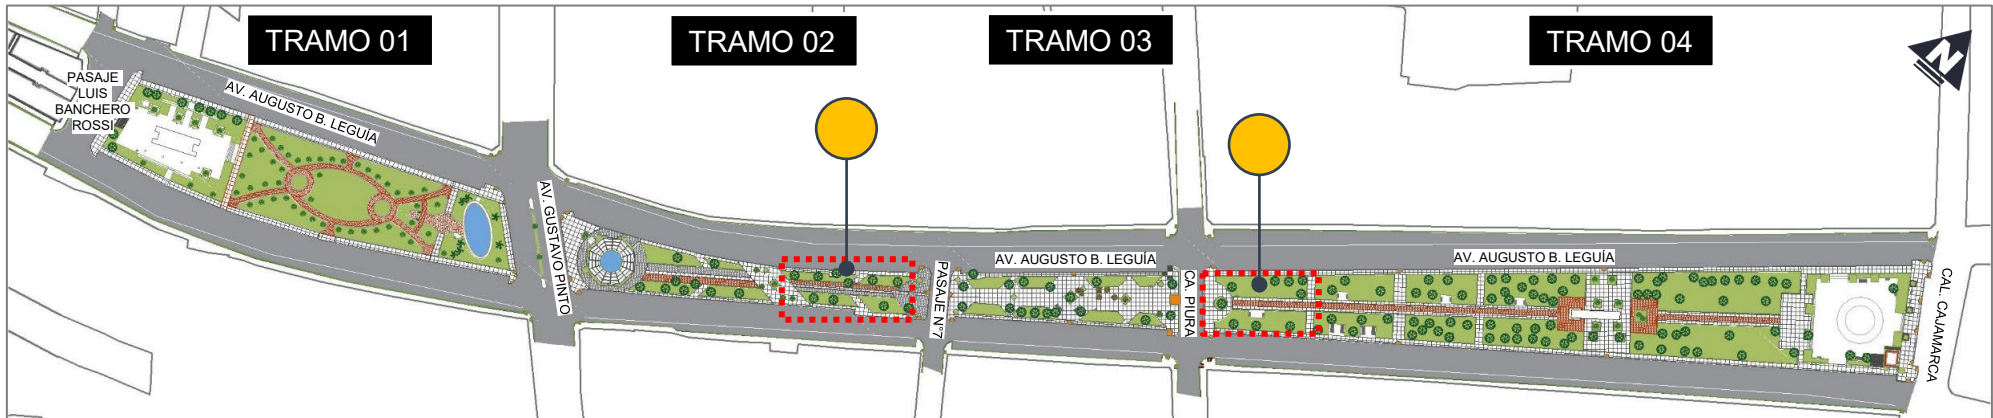 TRAMO 01
TRAMO 02
TRAMO 03
TRAMO 04
N
PASAJE
LUIS
BANCHERO
ROSSI
AV. AUGUSTO B. LEGUÍA
AV. GUSTAVO PINTO
PASAJE N°7
AV. AUGUSTO B. LEGUÍA
CA. PIURA
AV. AUGUSTO B. LEGUÍA
CAL. CAJAMARCA